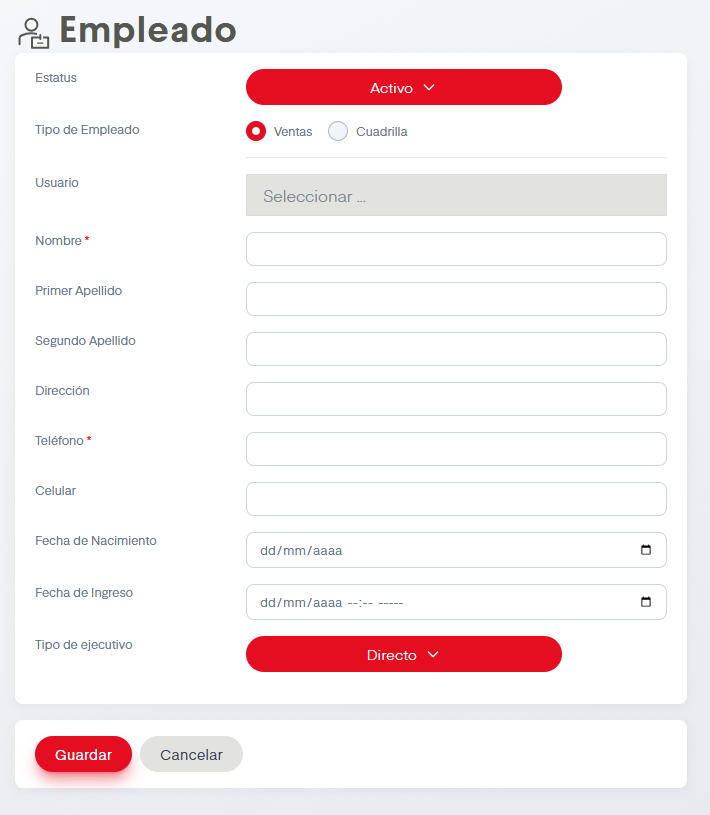 Empleado
Estatus
Activo
Tipo de Empleado
Ventas
Cuadrilla
Usuario
Seleccionar ...
Nombre *
Primer Apellido
Segundo Apellido
Dirección
Teléfono *
Celular
Fecha de Nacimiento
dd/mm/aaaa
Fecha de Ingreso
dd/mm/aaaa --:-- -----
Tipo de ejecutivo
Directo
Guardar
Cancelar